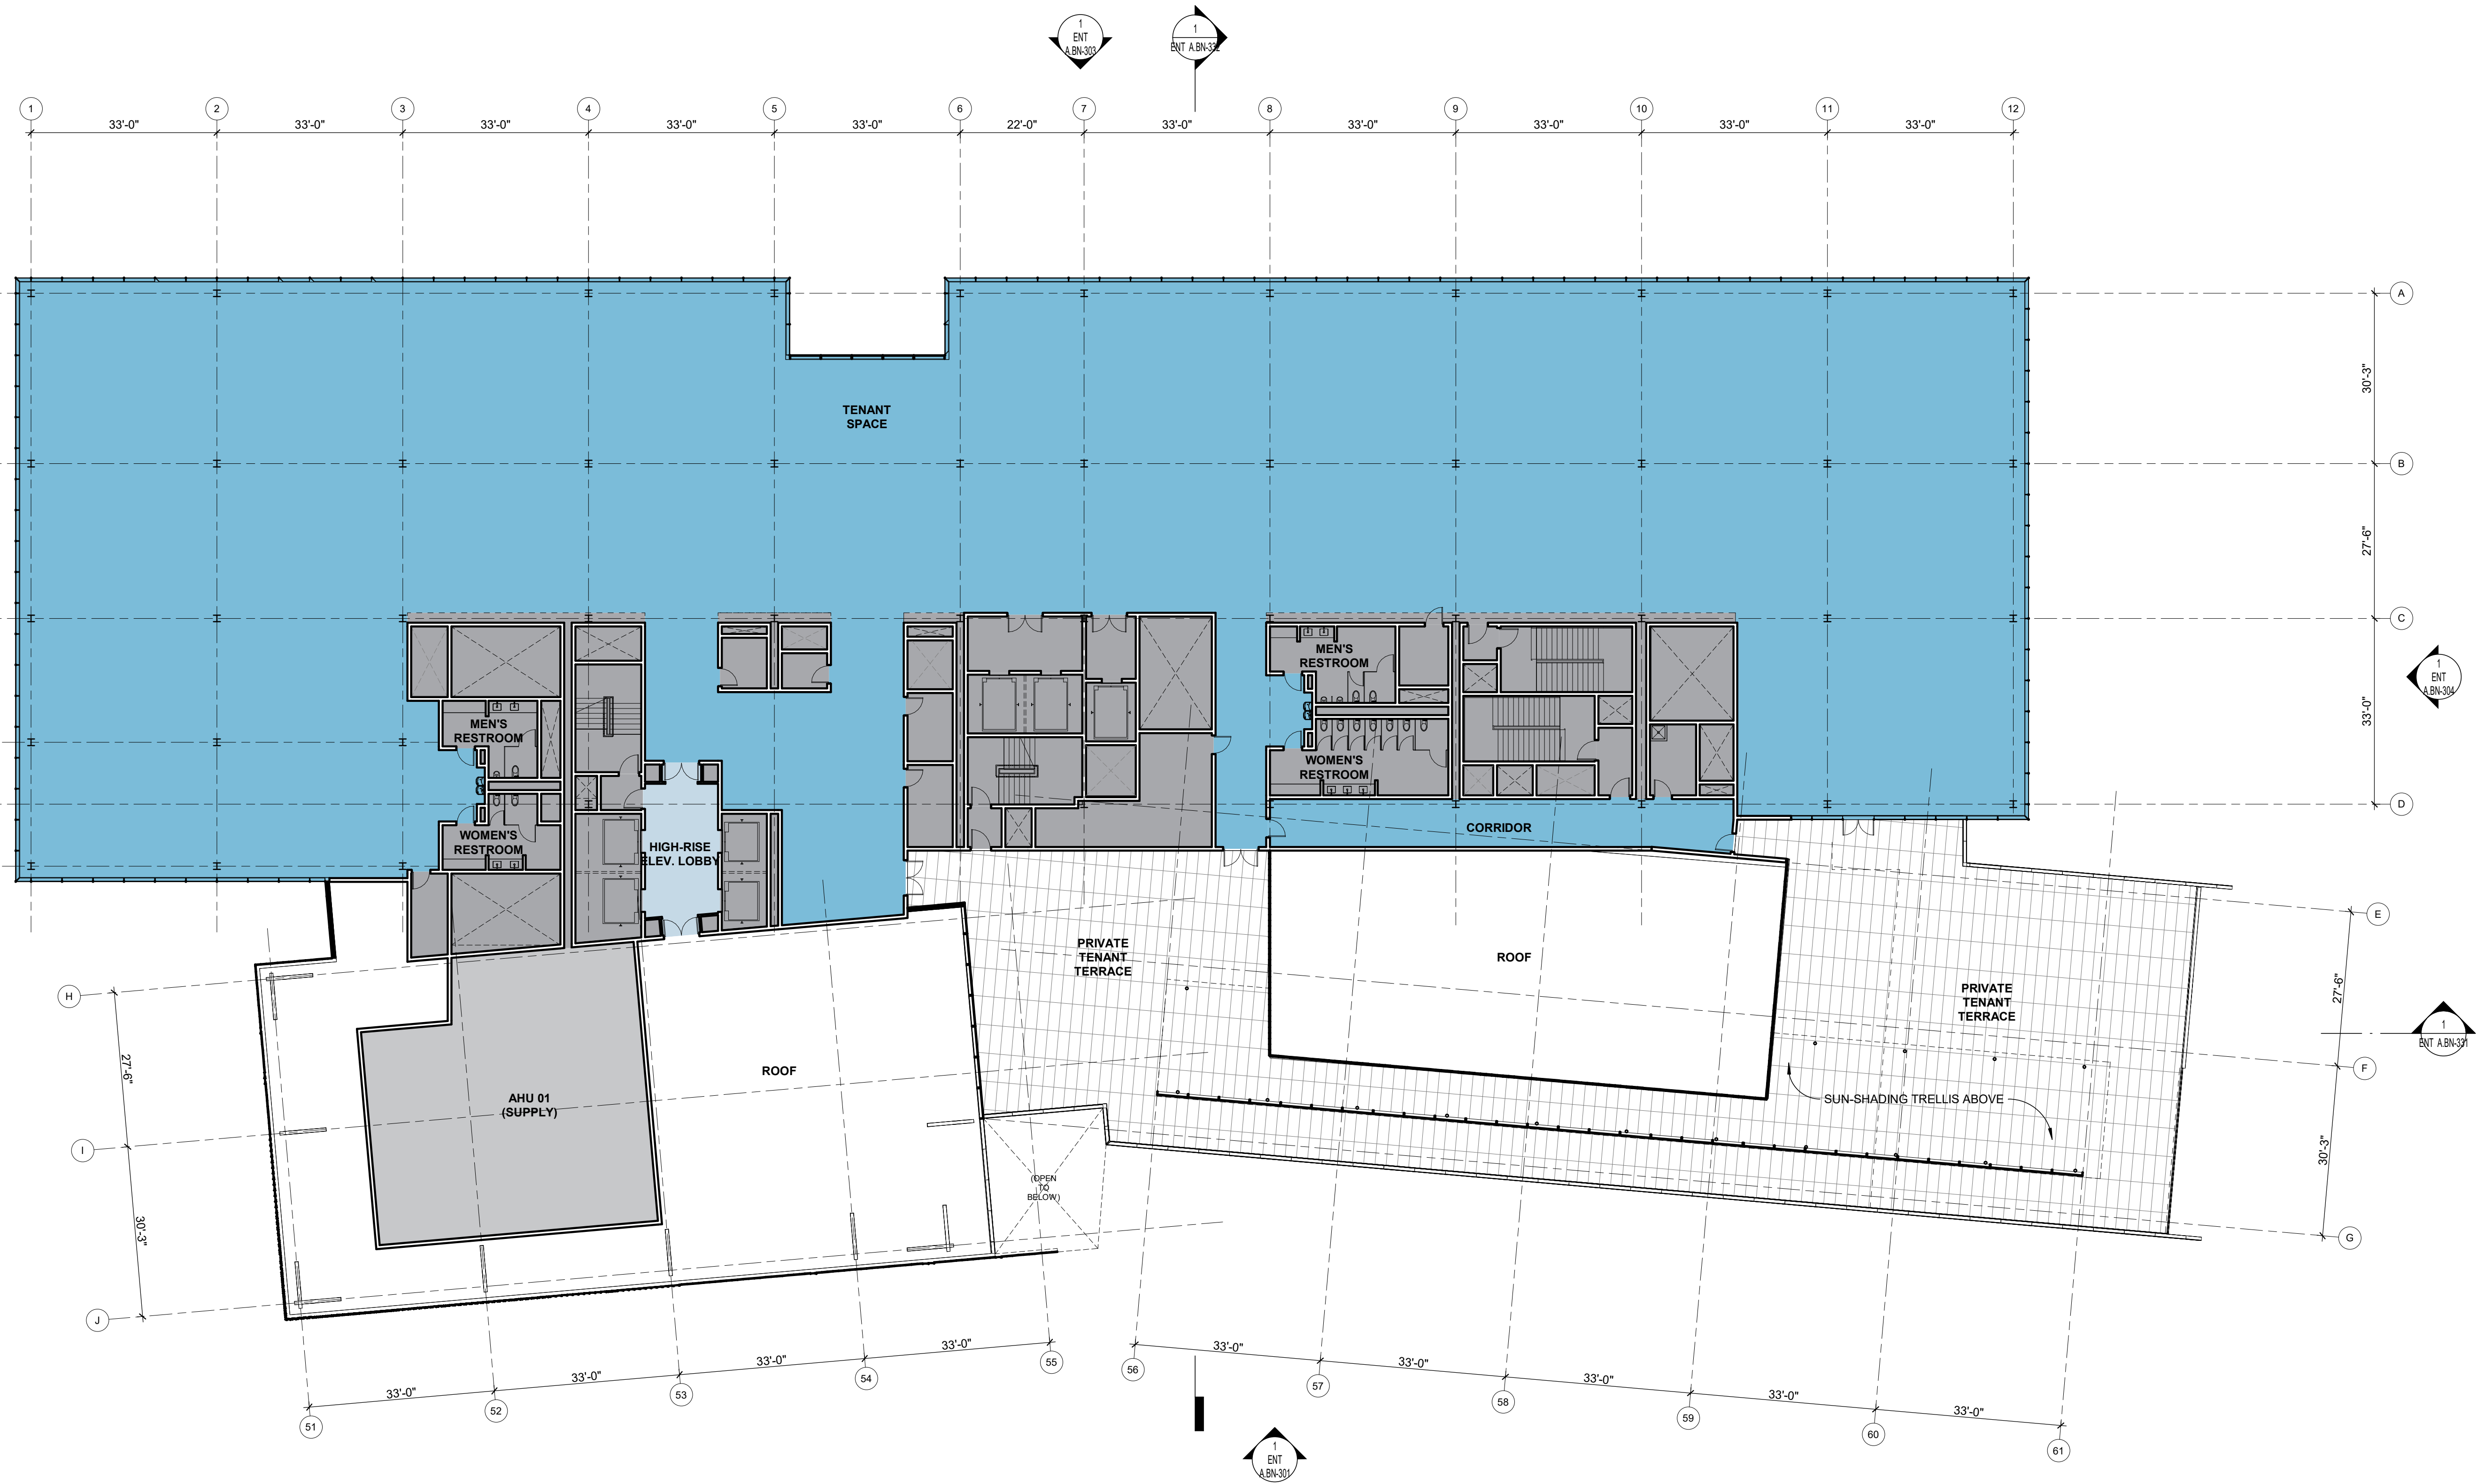 1
ENT
A.BN-303
1
ENT A.BN-332
1
2
3
4
5
6
7
8
9
10
11
12
33'-0"
33'-0"
33'-0"
33'-0"
33'-0"
22'-0"
33'-0"
33'-0"
33'-0"
33'-0"
33'-0"
A
30'-3"
TENANT
SPACE
B
27'-6"
C
MEN'S
RESTROOM
1
ENT
A.BN-304
33'-0"
MEN'S
RESTROOM
WOMEN'S
RESTROOM
D
CORRIDOR
WOMEN'S
RESTROOM
HIGH-RISE
ELEV. LOBBY
E
PRIVATE
TENANT
TERRACE
ROOF
PRIVATE
TENANT
TERRACE
27'-6"
H
1
ENT A.BN-331
27'-6"
ROOF
F
AHU 01
(SUPPLY)
SUN-SHADING TRELLIS ABOVE
I
30'-3"
(OPEN
TO
BELOW)
30'-3"
G
J
33'-0"
33'-0"
33'-0"
33'-0"
51
52
53
54
55
33'-0"
33'-0"
33'-0"
33'-0"
33'-0"
56
57
58
59
60
61
1
ENT
A.BN-301